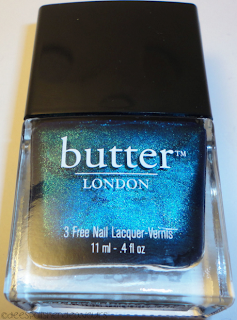 butter™
LONDON
3 Free Nail Lacquer-Vernis
11 ml - .4 fl oz